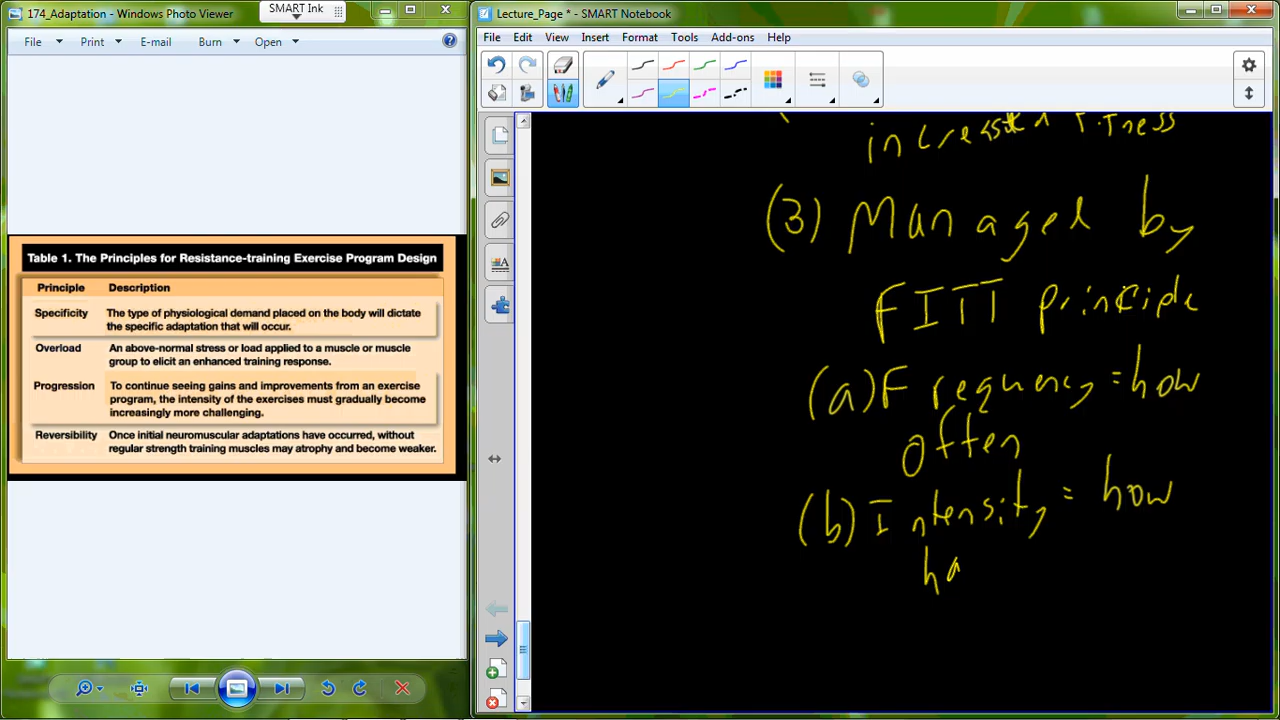 174_Adaptation - Windows Photo Viewer
SMART Ink
File
Print
E-mail
Burn
Open
Table 1. The Principles for Resistance-training Exercise Program Design
Principle Description
Specificity The type of physiological demand placed on the body will dictate
the specific adaptation that will occur.
Overload An above-normal stress or load applied to a muscle or muscle
group to elicit an enhanced training response.
Progression To continue seeing gains and improvements from an exercise
program, the intensity of the exercises must gradually become
increasingly more challenging.
Reversibility Once initial neuromuscular adaptations have occurred, without
regular strength training muscles may atrophy and become weaker.
Lecture_Page * - SMART Notebook
File Edit View Insert Format Tools Add-ons Help
(3) Managed by
FITT principle
(a) Frequency = how
often
(b) Intensity = how
ha